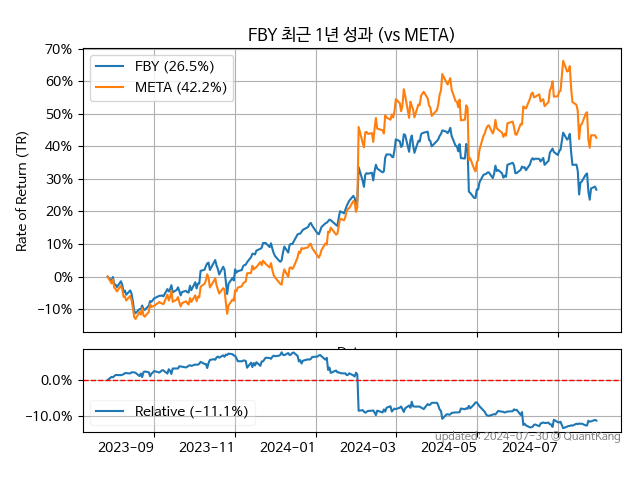 FBY 최근 1년 성과 (vs META)
70%
60%
50%
40%
30%
20%
10%
0%
−10%
Rate of Return (TR)
FBY (26.5%)
META (42.2%)
0.0%
−10.0%
Relative (−11.1%)
2023−09
2023−11
2024−01
2024−03
2024−05
2024−07
updated: 2024−07−30 © QuantKang